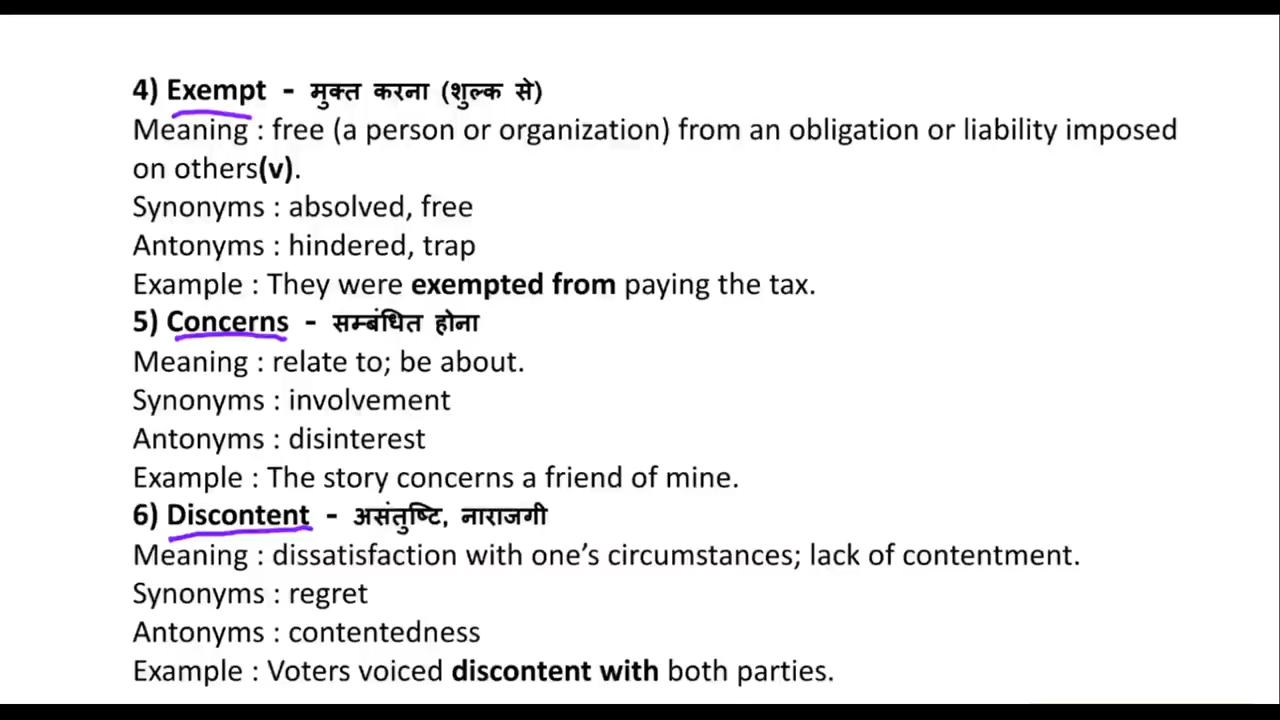 4) Exempt - मुक्त करना (शुल्क से)
Meaning : free (a person or organization) from an obligation or liability imposed
on others(v).
Synonyms : absolved, free
Antonyms : hindered, trap
Example : They were exempted from paying the tax.
5) Concerns - सम्बंधित होना
Meaning : relate to; be about.
Synonyms : involvement
Antonyms : disinterest
Example : The story concerns a friend of mine.
6) Discontent - असंतुष्टि, नाराजगी
Meaning : dissatisfaction with one’s circumstances; lack of contentment.
Synonyms : regret
Antonyms : contentedness
Example : Voters voiced discontent with both parties.